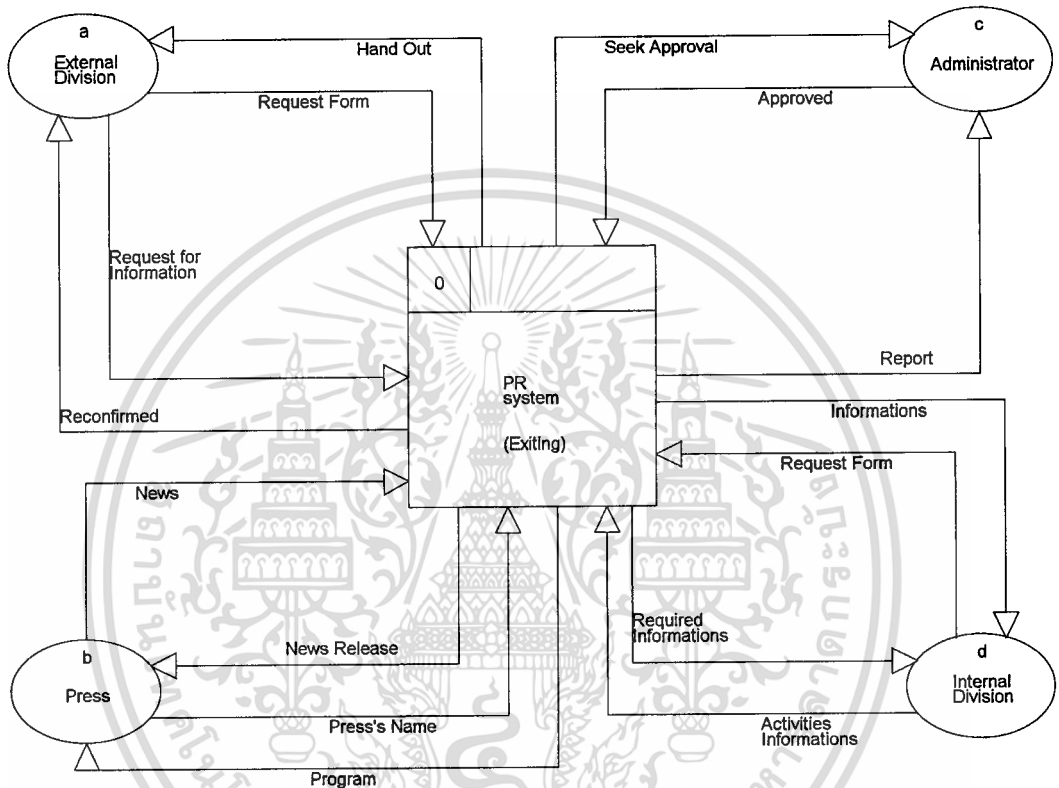 a
External
Division
Hand Out
Request Form
Seek Approval
Approved
c
Administrator
Request for
Information
Reconfirmed
0
PR
system
(Exiting)
Report
Informations
Request Form
News
b
Press
News Release
Press's Name
Program
Required
Informations
Activities
Informations
d
Internal
Division